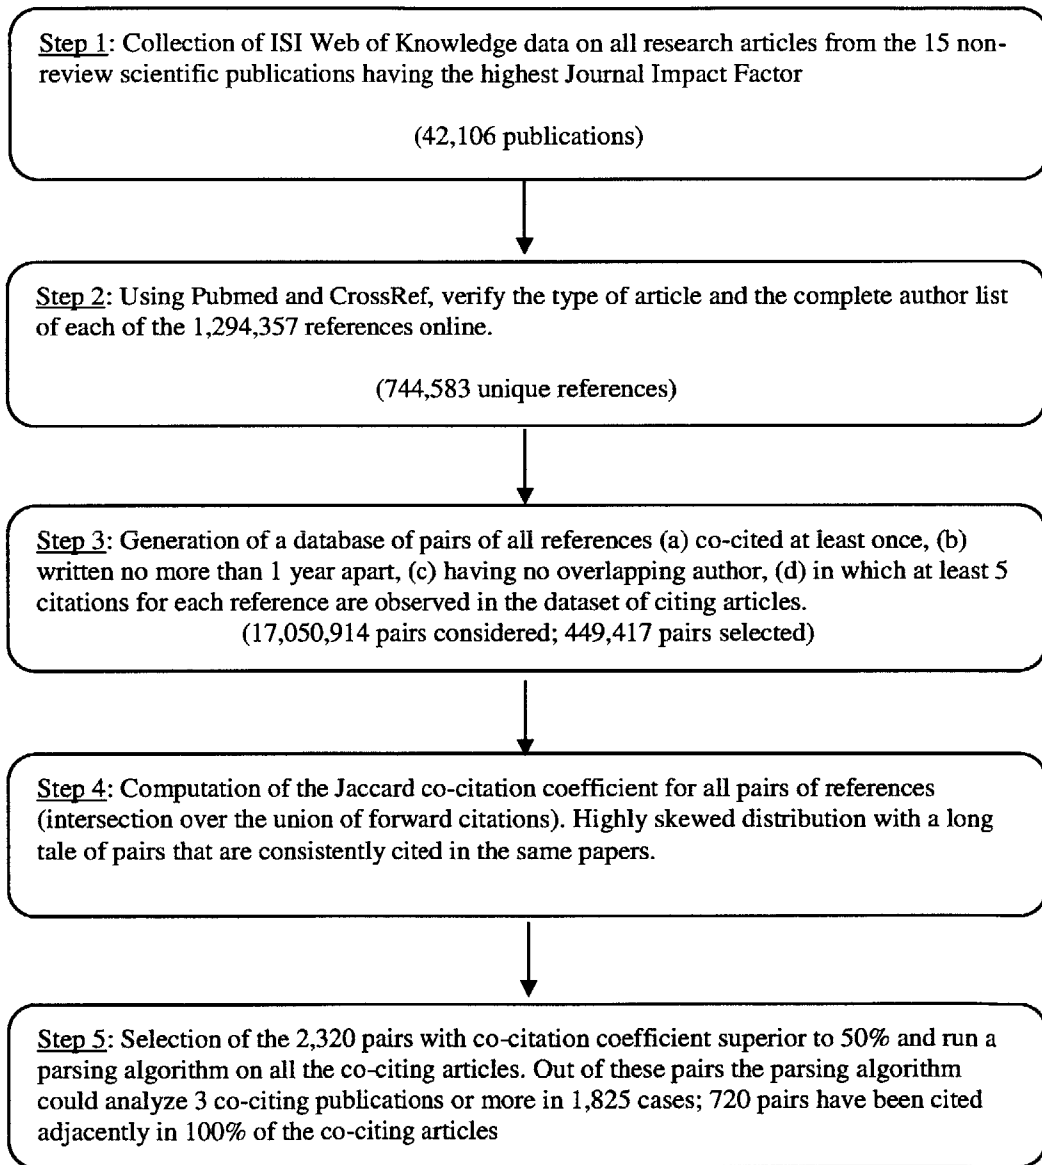 Step 1: Collection of ISI Web of Knowledge data on all research articles from the 15 non-
review scientific publications having the highest Journal Impact Factor
(42,106 publications)
Step 2: Using Pubmed and CrossRef, verify the type of article and the complete author list
of each of the 1,294,357 references online.
(744,583 unique references)
Step 3: Generation of a database of pairs of all references (a) co-cited at least once, (b)
written no more than 1 year apart, (c) having no overlapping author, (d) in which at least 5
citations for each reference are observed in the dataset of citing articles.
(17,050,914 pairs considered; 449,417 pairs selected)
Step 4: Computation of the Jaccard co-citation coefficient for all pairs of references
(intersection over the union of forward citations). Highly skewed distribution with a long
tale of pairs that are consistently cited in the same papers.
Step 5: Selection of the 2,320 pairs with co-citation coefficient superior to 50% and run a
parsing algorithm on all the co-citing articles. Out of these pairs the parsing algorithm
could analyze 3 co-citing publications or more in 1,825 cases; 720 pairs have been cited
adjacently in 100% of the co-citing articles